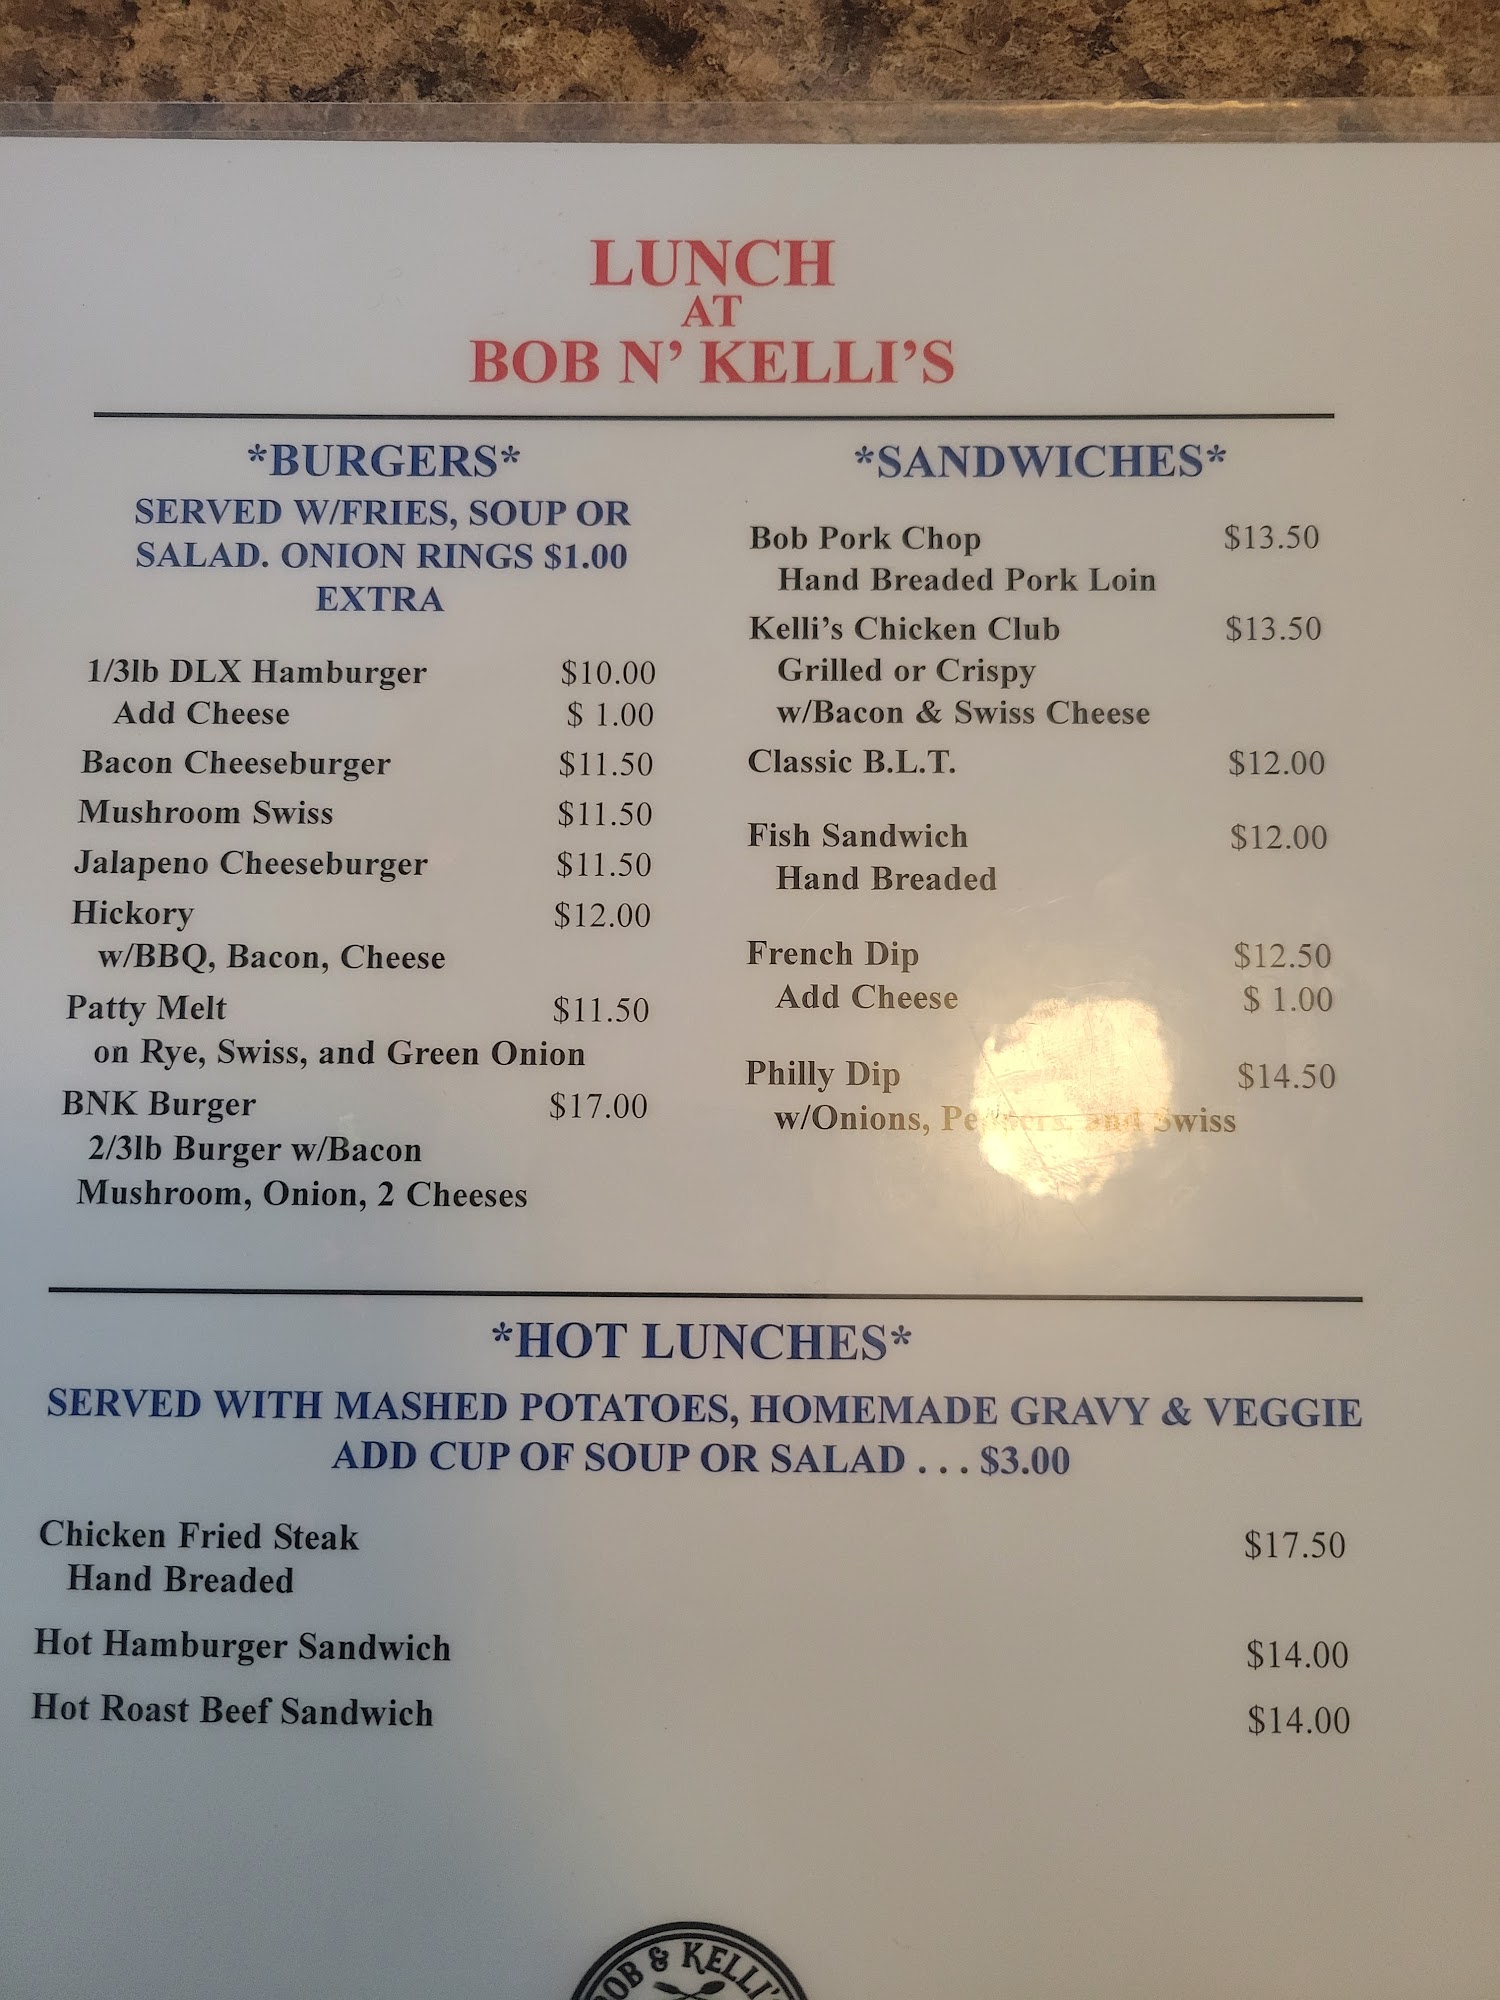 LUNCH
AT
BOB N' KELLI'S
*BURGERS*
SERVED W/FRIES, SOUP OR
SALAD. ONION RINGS $1.00
EXTRA
1/3lb DLX Hamburger $10.00
Add Cheese $ 1.00
Bacon Cheeseburger $11.50
Mushroom Swiss $11.50
Jalapeno Cheeseburger $11.50
Hickory $12.00
w/BBQ, Bacon, Cheese
Patty Melt $11.50
on Rye, Swiss, and Green Onion
BNK Burger $17.00
2/3lb Burger w/Bacon
Mushroom, Onion, 2 Cheeses
*SANDWICHES*
Bob Pork Chop $13.50
Hand Breaded Pork Loin
Kelli's Chicken Club $13.50
Grilled or Crispy
w/Bacon & Swiss Cheese
Classic B.L.T. $12.00
Fish Sandwich $12.00
Hand Breaded
French Dip $12.50
Add Cheese $ 1.00
Philly Dip $14.50
w/Onions, Peppers, and Swiss
*HOT LUNCHES*
SERVED WITH MASHED POTATOES, HOMEMADE GRAVY & VEGGIE
ADD CUP OF SOUP OR SALAD . . . $3.00
Chicken Fried Steak $17.50
Hand Breaded
Hot Hamburger Sandwich $14.00
Hot Roast Beef Sandwich $14.00
BOB & KELLI'S